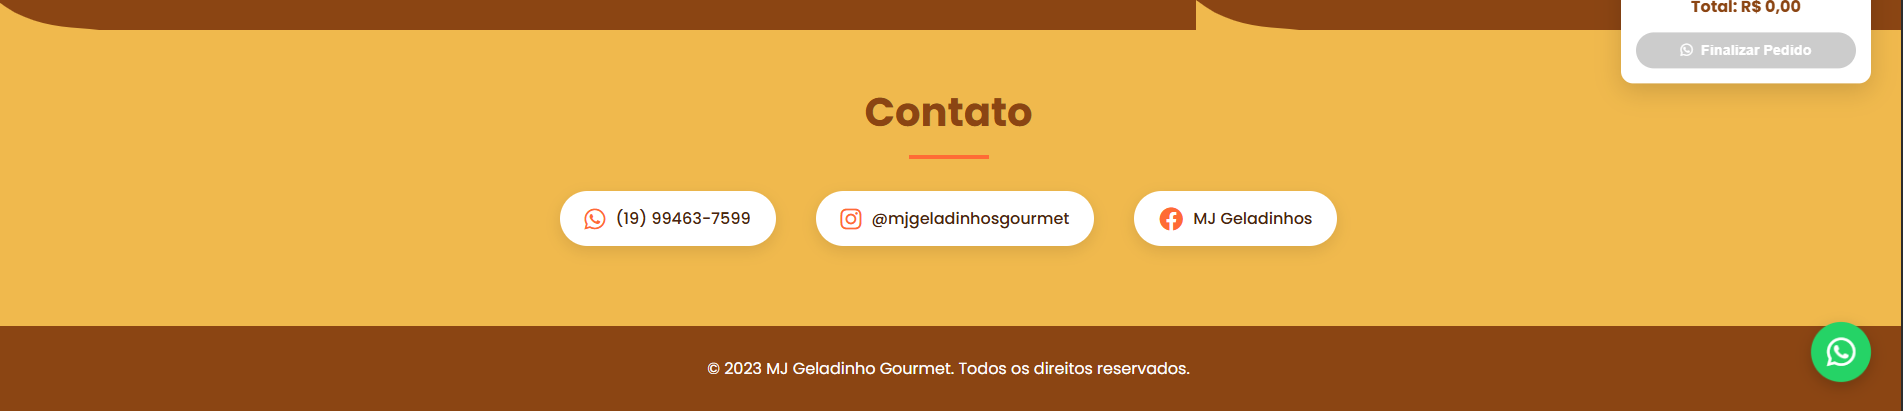 Total: R$ 0,00
Finalizar Pedido
Contato
(19) 99463-7599
@mjgeladinhosgourmet
MJ Geladinhos
© 2023 MJ Geladinho Gourmet. Todos os direitos reservados.